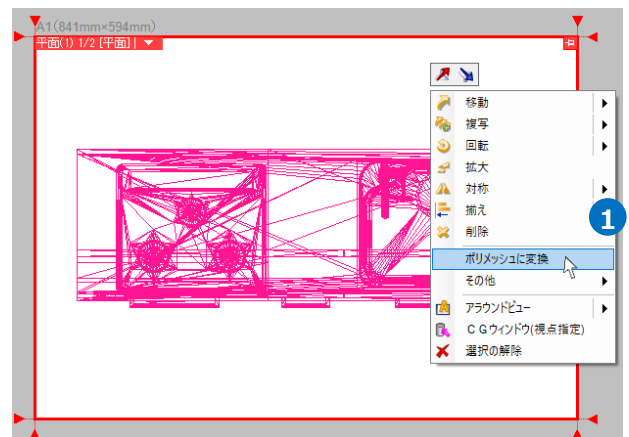 A1(841mm×594mm)
平面(1) 1/2 [平面] | ▼
移動
複写
回転
拡大
対称
揃え
削除
1
ポリメッシュに変換
その他
アラウンドビュー
CGウィンドウ(視点指定)
選択の解除